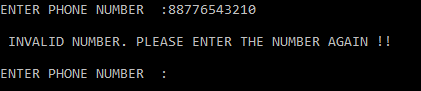 ENTER PHONE NUMBER  :88776543210
INVALID NUMBER. PLEASE ENTER THE NUMBER AGAIN !!
ENTER PHONE NUMBER  :